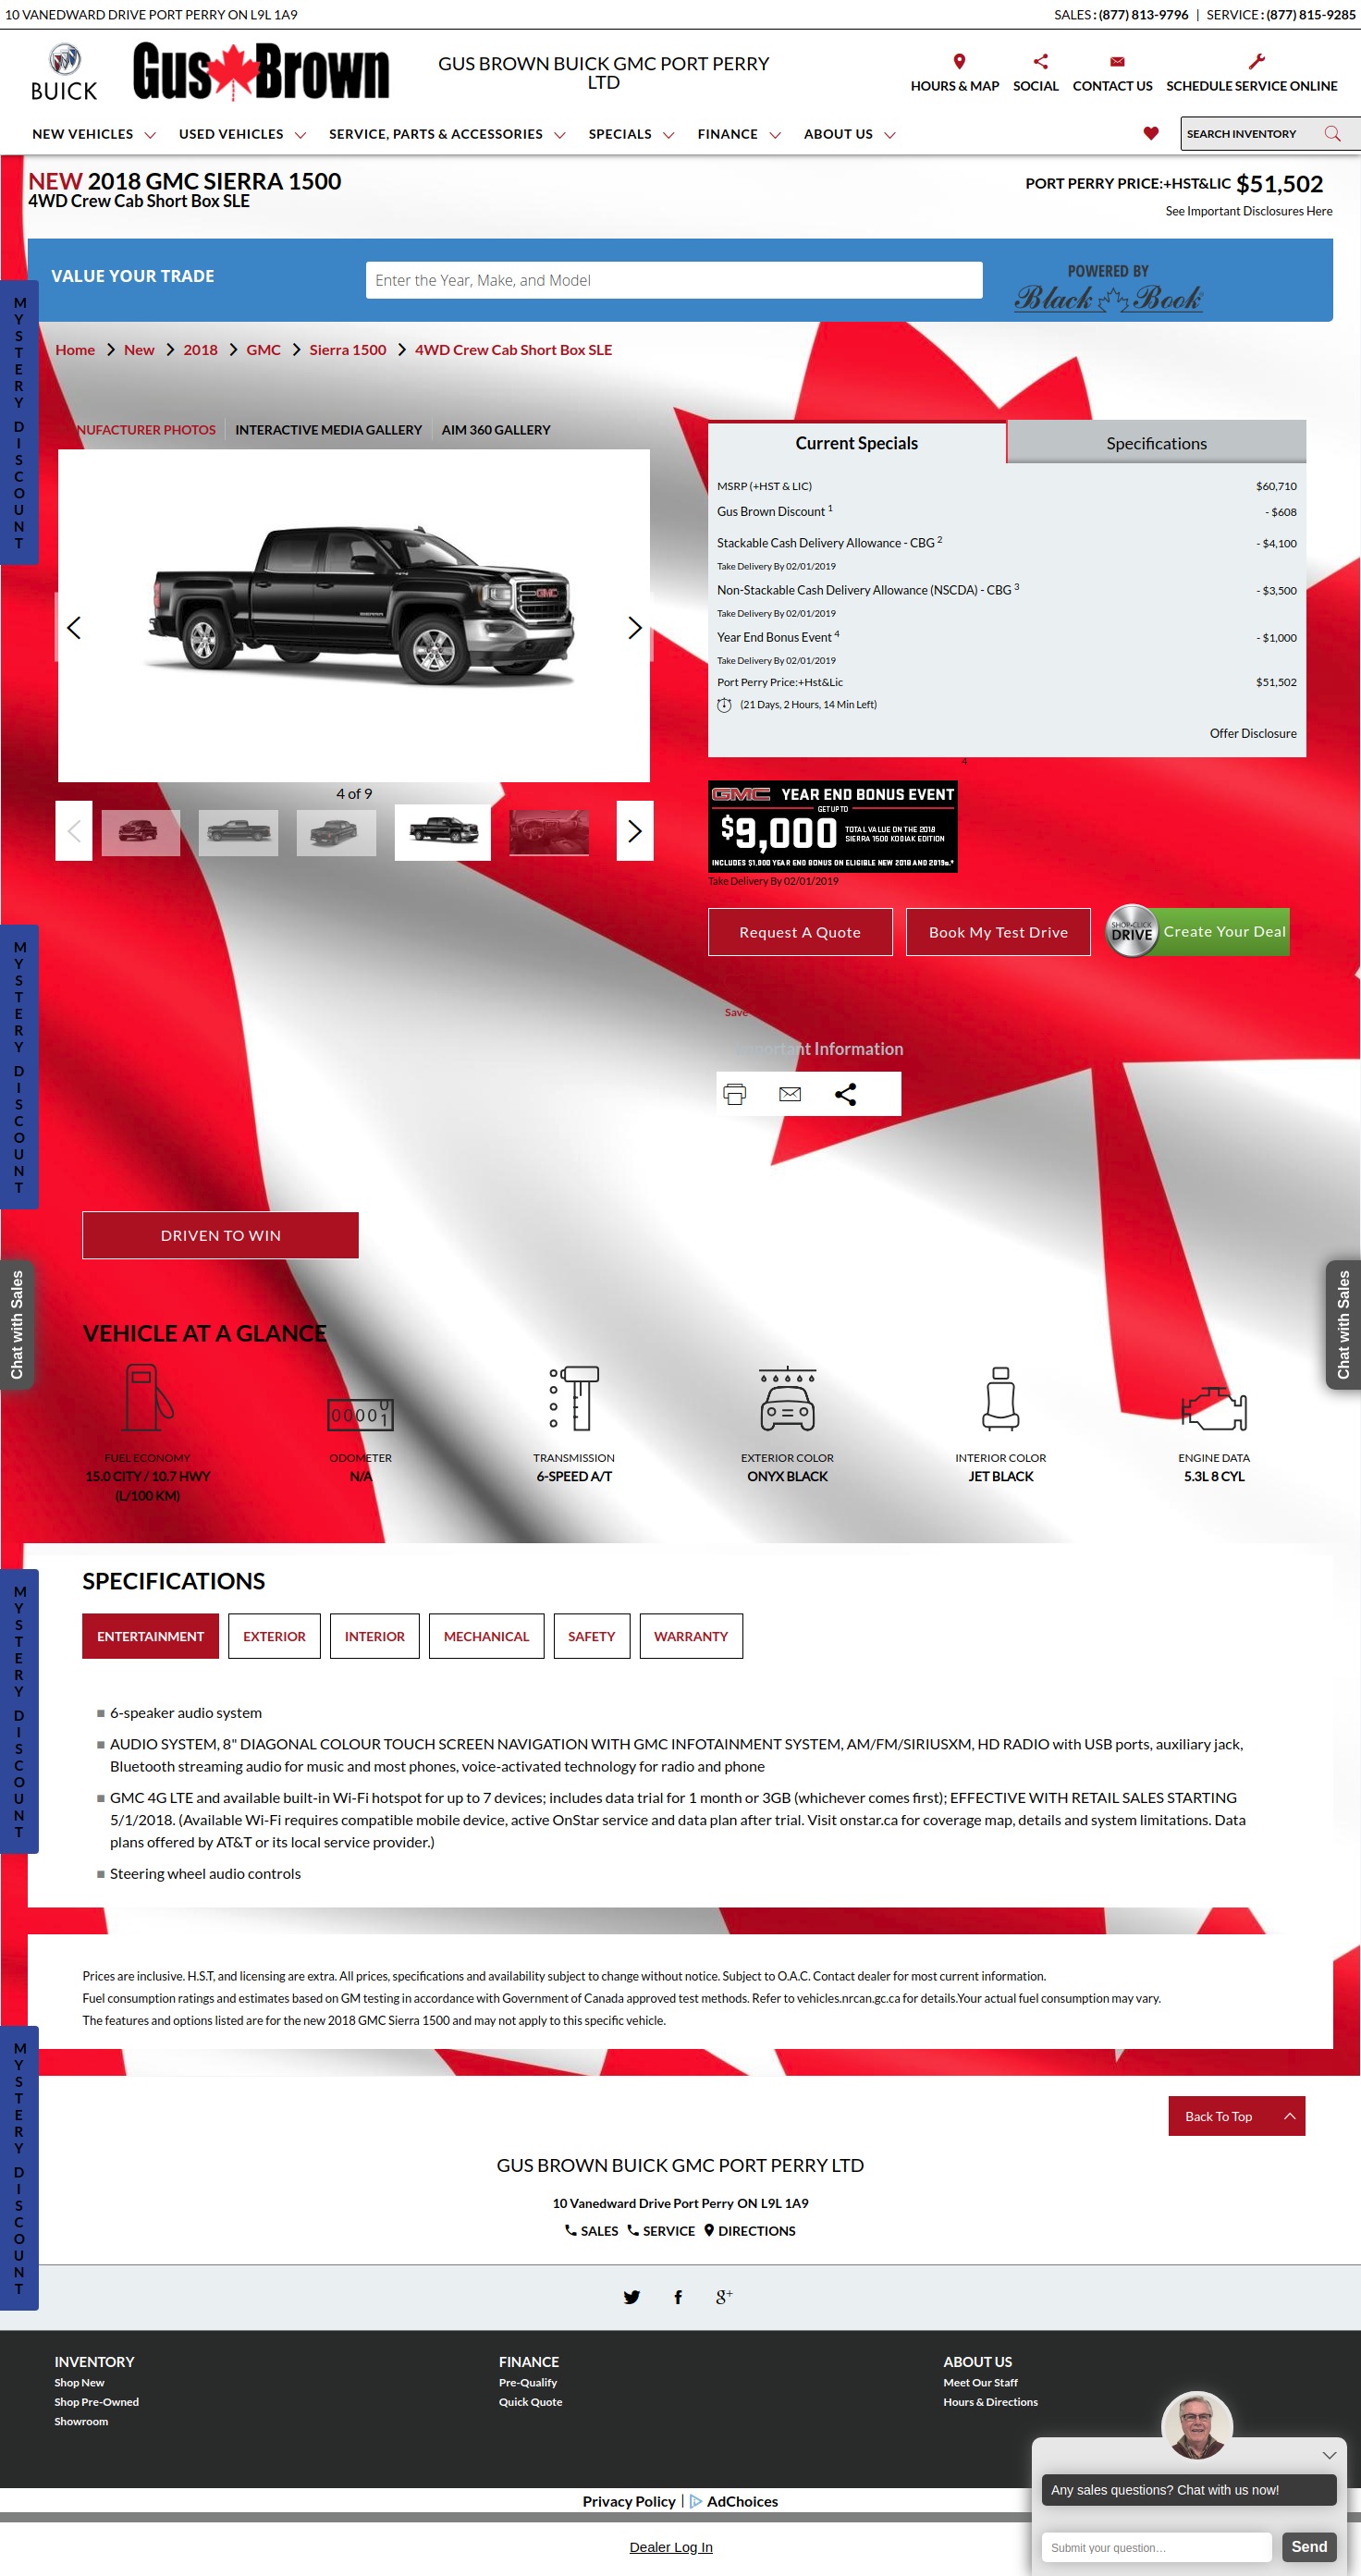 10 VANEDWARD DRIVE PORT PERRY ON L9L 1A9
SALES : (877) 813-9796 | SERVICE : (877) 815-9285
BUICK
Gus Brown
GUS BROWN BUICK GMC PORT PERRY
LTD
HOURS & MAP SOCIAL CONTACT US SCHEDULE SERVICE ONLINE
NEW VEHICLES USED VEHICLES SERVICE, PARTS & ACCESSORIES SPECIALS FINANCE ABOUT US
SEARCH INVENTORY
NEW 2018 GMC SIERRA 1500
4WD Crew Cab Short Box SLE
PORT PERRY PRICE:+HST&LIC $51,502
See Important Disclosures Here
VALUE YOUR TRADE
Enter the Year, Make, and Model
POWERED BY
Black Book
MYSTERY DISCOUNT
Home > New > 2018 > GMC > Sierra 1500 > 4WD Crew Cab Short Box SLE
NUFACTURER PHOTOS INTERACTIVE MEDIA GALLERY AIM 360 GALLERY
4 of 9
Current Specials
Specifications
MSRP (+HST & LIC) $60,710
Gus Brown Discount 1 - $608
Stackable Cash Delivery Allowance - CBG 2 - $4,100
Take Delivery By 02/01/2019
Non-Stackable Cash Delivery Allowance (NSCDA) - CBG 3 - $3,500
Take Delivery By 02/01/2019
Year End Bonus Event 4 - $1,000
Take Delivery By 02/01/2019
Port Perry Price:+Hst&Lic $51,502
(21 Days, 2 Hours, 14 Min Left)
Offer Disclosure
4
GMC YEAR END BONUS EVENT
GET UP TO
$9,000 TOTAL VALUE ON THE 2018
SIERRA 1500 KODIAK EDITION
INCLUDES $1,000 YEAR END BONUS ON ELIGIBLE NEW 2018 AND 2019s.*
Take Delivery By 02/01/2019
Request A Quote
Book My Test Drive
SHOP·CLICK
DRIVE
Create Your Deal
MYSTERY DISCOUNT
Save
tant Information
DRIVEN TO WIN
Chat with Sales
Chat with Sales
VEHICLE AT A GLANCE
FUEL ECONOMY
15.0 CITY / 10.7 HWY
(L/100 KM)
00001
ODOMETER
N/A
TRANSMISSION
6-SPEED A/T
EXTERIOR COLOR
ONYX BLACK
INTERIOR COLOR
JET BLACK
ENGINE DATA
5.3L 8 CYL
MYSTERY DISCOUNT
SPECIFICATIONS
ENTERTAINMENT EXTERIOR INTERIOR MECHANICAL SAFETY WARRANTY
6-speaker audio system
AUDIO SYSTEM, 8" DIAGONAL COLOUR TOUCH SCREEN NAVIGATION WITH GMC INFOTAINMENT SYSTEM, AM/FM/SIRIUSXM, HD RADIO with USB ports, auxiliary jack,
Bluetooth streaming audio for music and most phones, voice-activated technology for radio and phone
GMC 4G LTE and available built-in Wi-Fi hotspot for up to 7 devices; includes data trial for 1 month or 3GB (whichever comes first); EFFECTIVE WITH RETAIL SALES STARTING
5/1/2018. (Available Wi-Fi requires compatible mobile device, active OnStar service and data plan after trial. Visit onstar.ca for coverage map, details and system limitations. Data
plans offered by AT&T or its local service provider.)
Steering wheel audio controls
Prices are inclusive. H.S.T, and licensing are extra. All prices, specifications and availability subject to change without notice. Subject to O.A.C. Contact dealer for most current information.
Fuel consumption ratings and estimates based on GM testing in accordance with Government of Canada approved test methods. Refer to vehicles.nrcan.gc.ca for details.Your actual fuel consumption may vary.
The features and options listed are for the new 2018 GMC Sierra 1500 and may not apply to this specific vehicle.
MYSTERY DISCOUNT
Back To Top
GUS BROWN BUICK GMC PORT PERRY LTD
10 Vanedward Drive Port Perry ON L9L 1A9
SALES SERVICE DIRECTIONS
INVENTORY
Shop New
Shop Pre-Owned
Showroom
FINANCE
Pre-Qualify
Quick Quote
ABOUT US
Meet Our Staff
Hours & Directions
Any sales questions? Chat with us now!
Submit your question...
Send
Privacy Policy | AdChoices
Dealer Log In